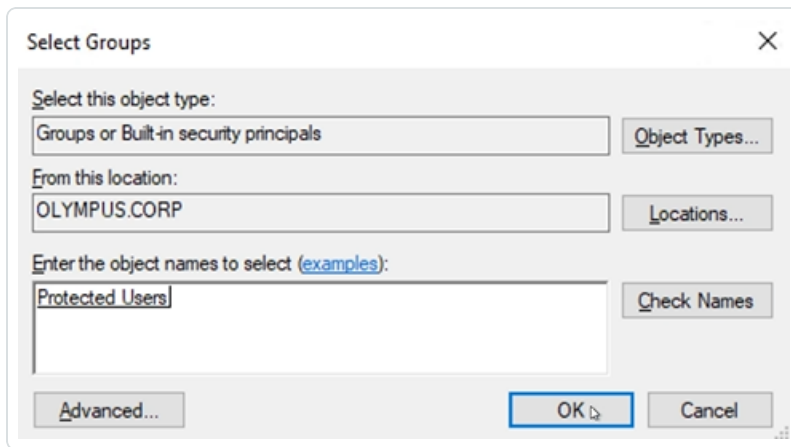 Select Groups
Select this object type:
Groups or Built-in security principals
Object Types...
From this location:
OLYMPUS.CORP
Locations...
Enter the object names to select (examples):
Protected Users
Check Names
Advanced...
OK
Cancel